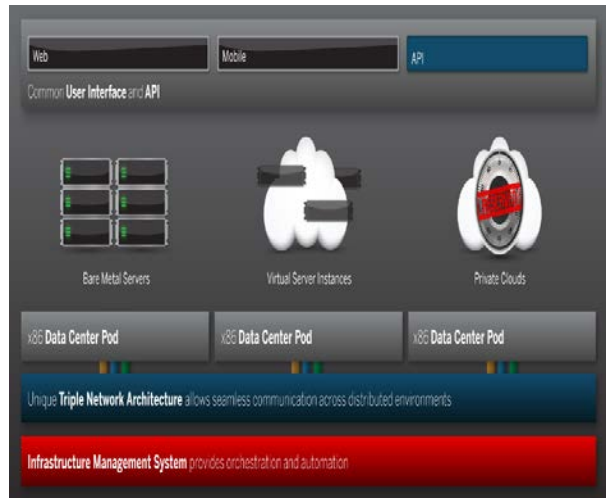 Web
Mobile
API
Common User Interface and API
Bare Metal Servers
Virtual Server Instances
Private Clouds
x86 Data Center Pod
x86 Data Center Pod
x86 Data Center Pod
Unique Triple Network Architecture allows seamless communication across distributed environments
Infrastructure Management System provides orchestration and automation